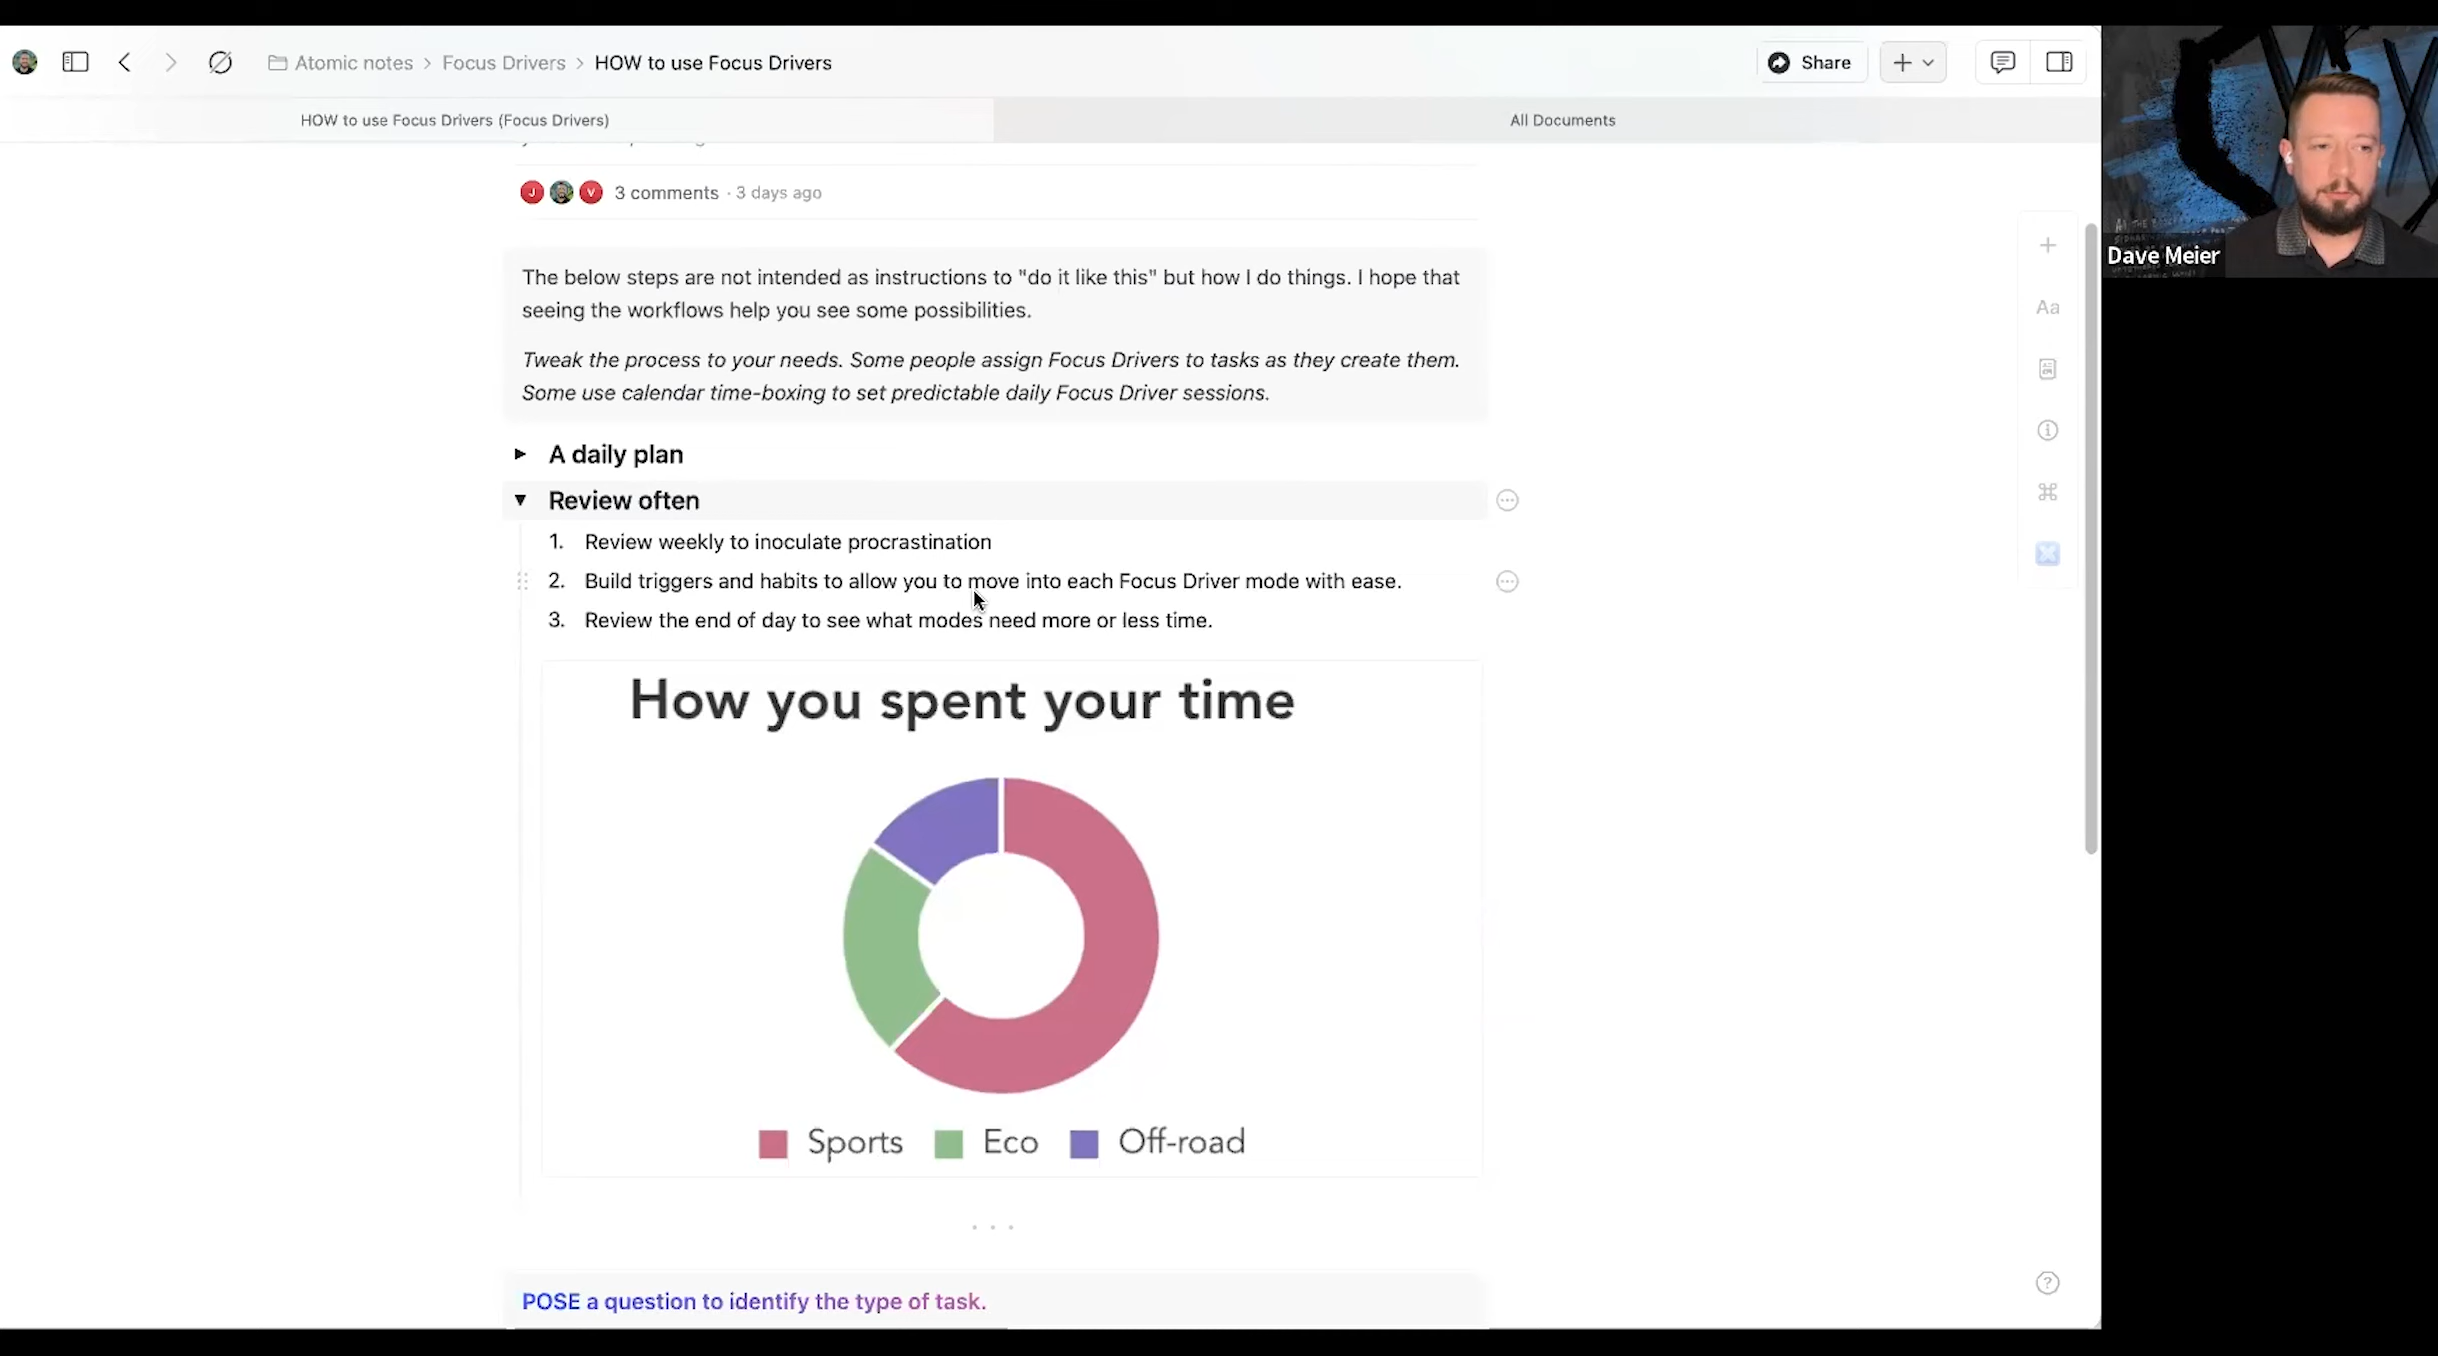 Atomic notes > Focus Drivers > HOW to use Focus Drivers
Share
HOW to use Focus Drivers (Focus Drivers)
All Documents
J
V
3 comments · 3 days ago
The below steps are not intended as instructions to "do it like this" but how I do things. I hope that
seeing the workflows help you see some possibilities.
Tweak the process to your needs. Some people assign Focus Drivers to tasks as they create them.
Some use calendar time-boxing to set predictable daily Focus Driver sessions.
A daily plan
Review often
1. Review weekly to inoculate procrastination
2. Build triggers and habits to allow you to move into each Focus Driver mode with ease.
3. Review the end of day to see what modes need more or less time.
How you spent your time
Sports Eco Off-road
POSE a question to identify the type of task.
Aa
Dave Meier